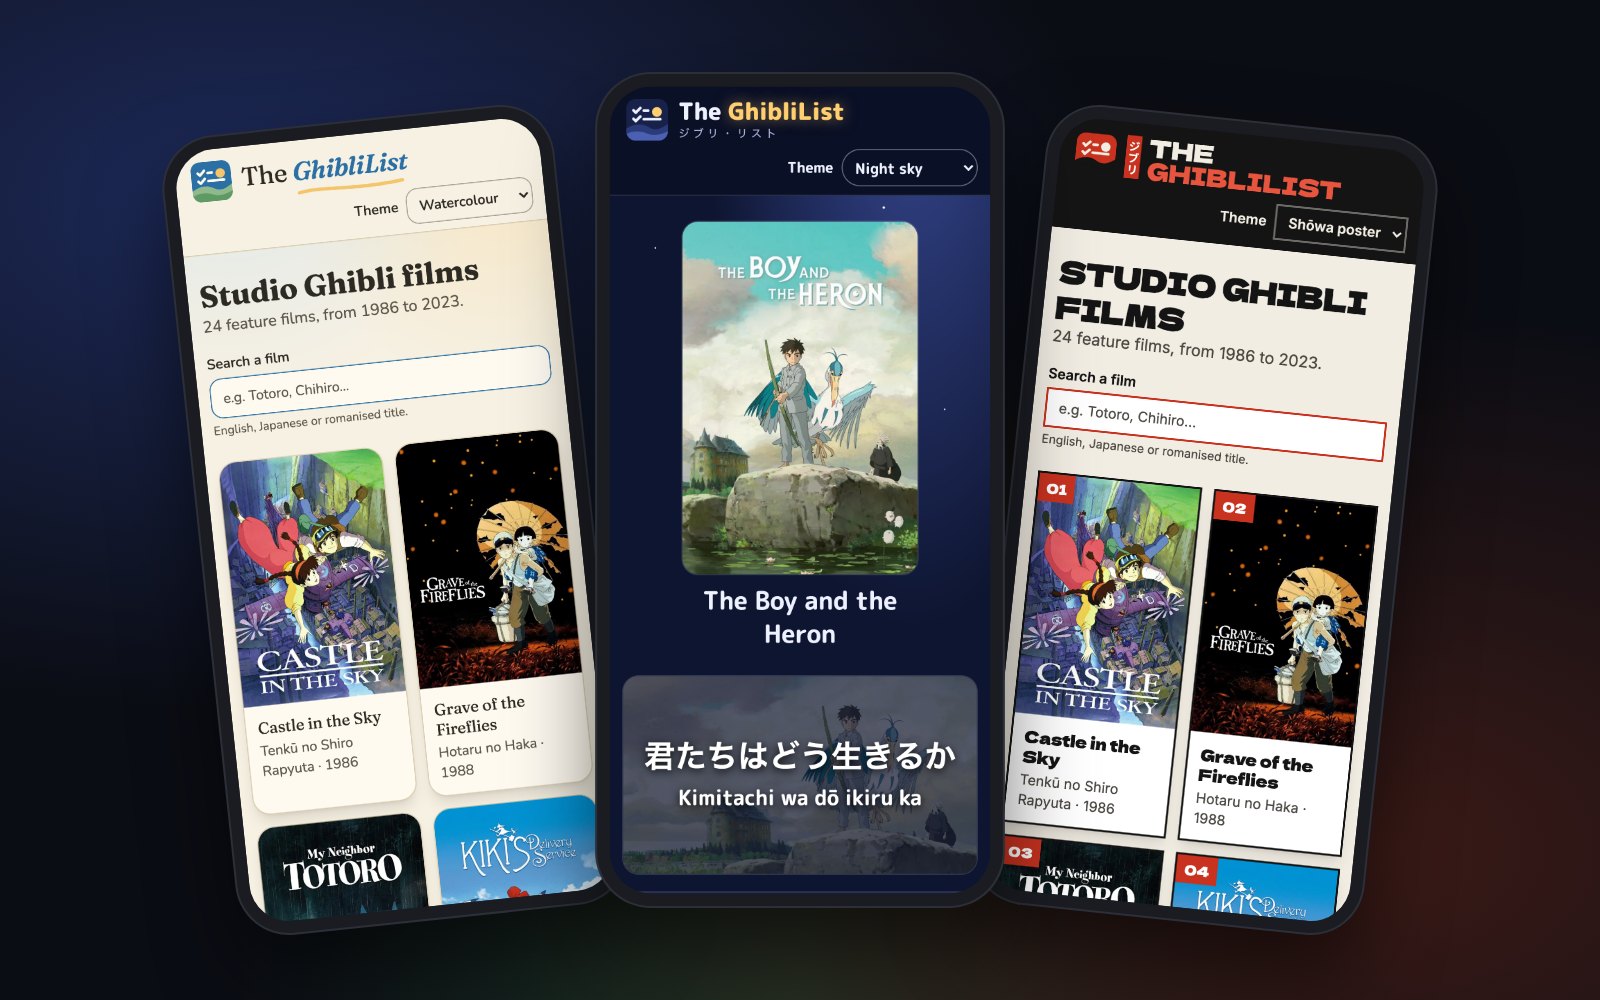 The GhibliList
Theme Watercolour
Studio Ghibli films
24 feature films, from 1986 to 2023.
Search a film
e.g. Totoro, Chihiro...
English, Japanese or romanised title.
CASTLE
IN THE SKY
GRAVE of the
FIREFLIES
Castle in the Sky
Tenkū no Shiro
Rapyuta · 1986
Grave of the
Fireflies
Hotaru no Haka ·
1988
My Neighbor
TOTORO
KIKI'S Delivery
Service
The GhibliList
ジブリ・リスト
Theme Night sky
THE BOY AND
THE HERON
The Boy and the
Heron
君たちはどう生きるか
Kimitachi wa dō ikiru ka
ジブリ
THE
GHIBLILIST
Theme Shōwa poster
STUDIO GHIBLI
FILMS
24 feature films, from 1986 to 2023.
Search a film
e.g. Totoro, Chihiro...
English, Japanese or romanised title.
01
CASTLE
IN THE SKY
02
GRAVE of the
FIREFLIES
Castle in the
Sky
Tenkū no Shiro
Rapyuta · 1986
Grave of the
Fireflies
Hotaru no Haka ·
1988
03
My Neighbor
TOTORO
04
KIKI'S Delivery